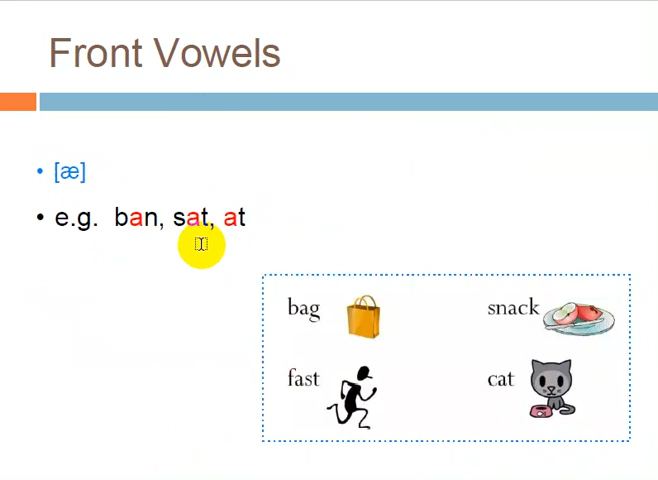 Front Vowels
• [æ]
• e.g. ban, sat, at
bag snack
fast cat